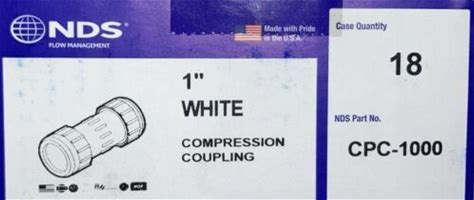 NDS
FLOW MANAGEMENT
Made with Pride
in the U.S.A.
1"
WHITE
COMPRESSION
COUPLING
Case Quantity
18
NDS Part No.
CPC-1000